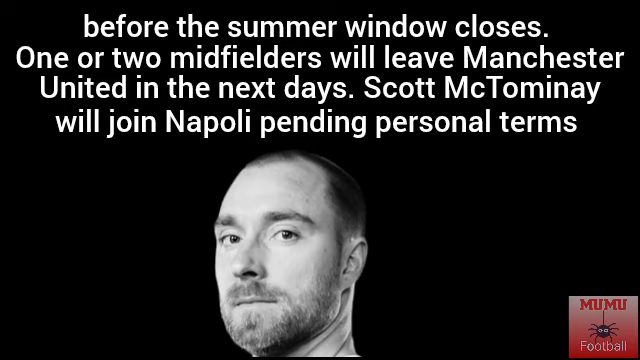 before the summer window closes.
One or two midfielders will leave Manchester
United in the next days. Scott McTominay
will join Napoli pending personal terms
MUMU
Football